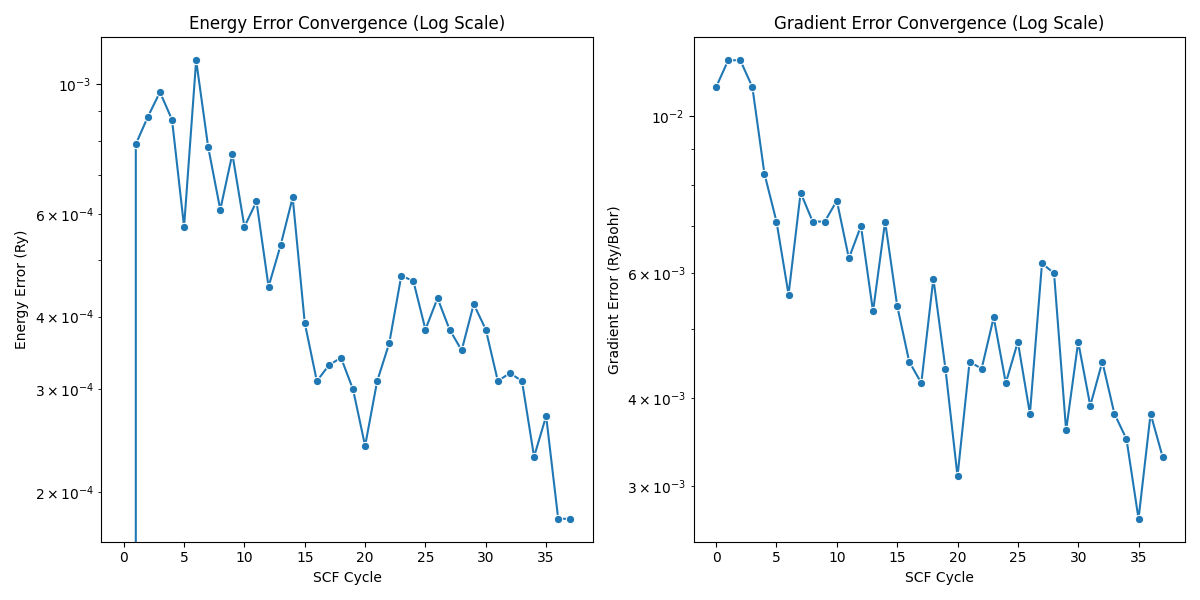 Energy Error Convergence (Log Scale)
Energy Error (Ry)
10⁻³
6 × 10⁻⁴
4 × 10⁻⁴
3 × 10⁻⁴
2 × 10⁻⁴
0 5 10 15 20 25 30 35
SCF Cycle
Gradient Error Convergence (Log Scale)
Gradient Error (Ry/Bohr)
10⁻²
6 × 10⁻³
4 × 10⁻³
3 × 10⁻³
0 5 10 15 20 25 30 35
SCF Cycle